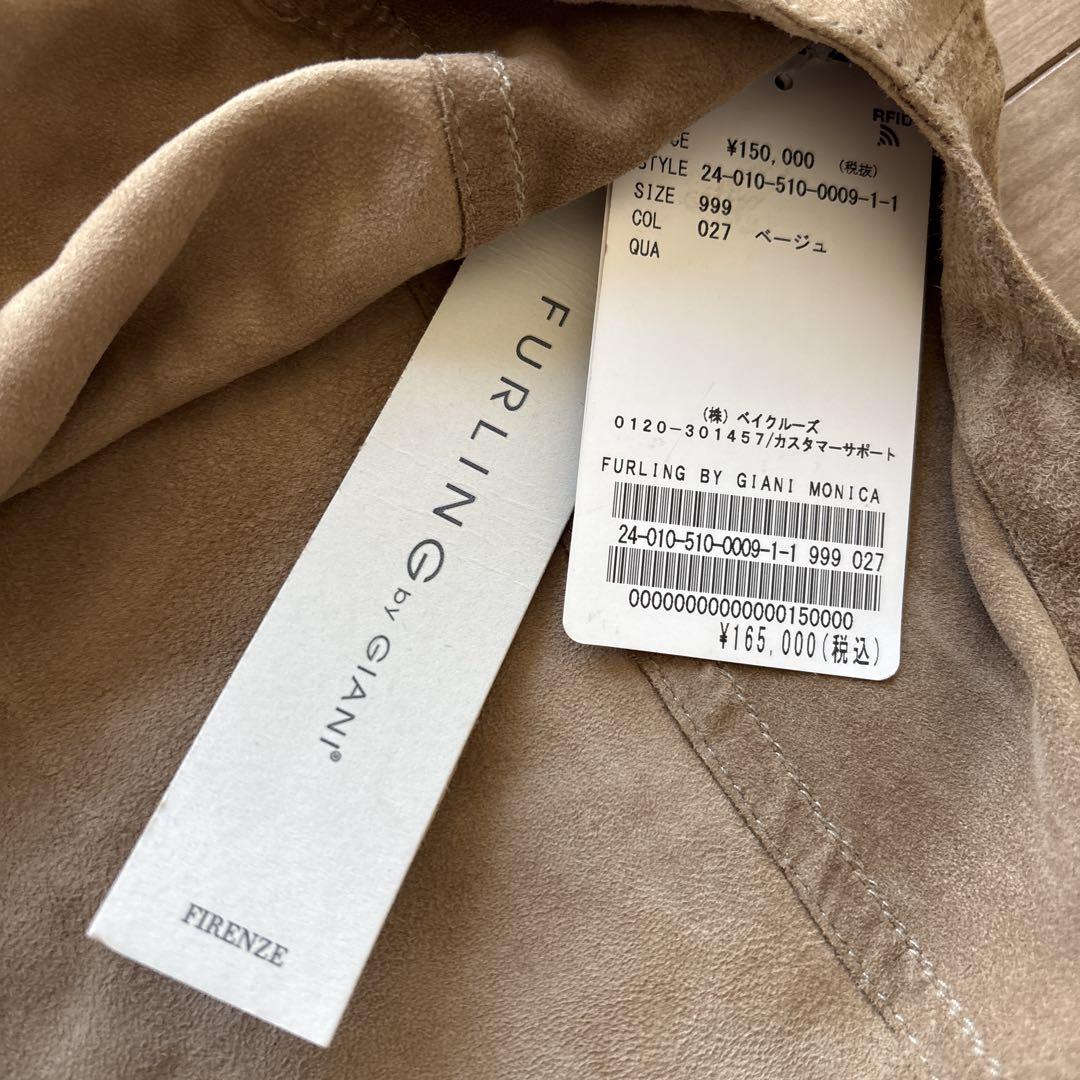 RFID
¥150,000 (税抜)
STYLE 24-010-510-0009-1-1
SIZE 999
COL 027 ベージュ
QUA
(株) ベイクルーズ
0120-301457/カスタマーサポート
FURLING BY GIANI MONICA
24-010-510-0009-1-1 999 027
00000000000000150000
¥165,000(税込)
FURLING by GIANI®
FIRENZE